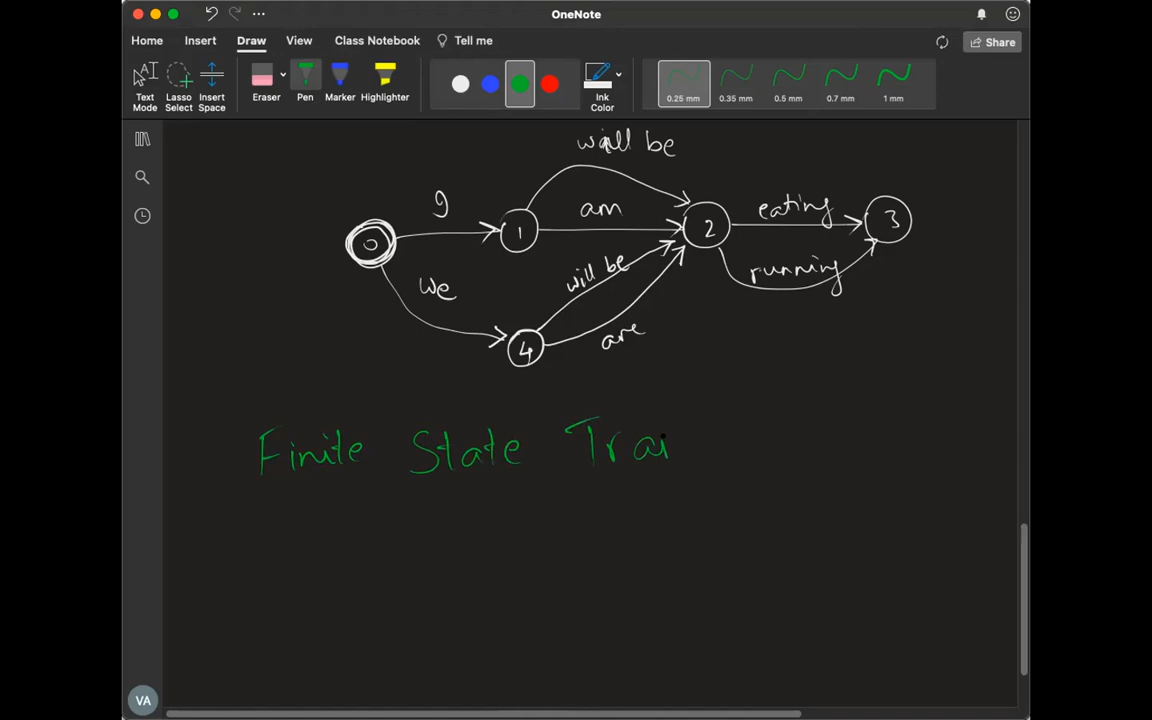 OneNote
Home Insert Draw View Class Notebook Tell me
Share
Text Mode
Lasso Select
Insert Space
Eraser
Pen
Marker
Highlighter
Ink Color
0.25 mm
0.35 mm
0.5 mm
0.7 mm
1 mm
will be
I
am
eating
0
1
2
3
will be
running
we
are
4
Finite State Trai
VA